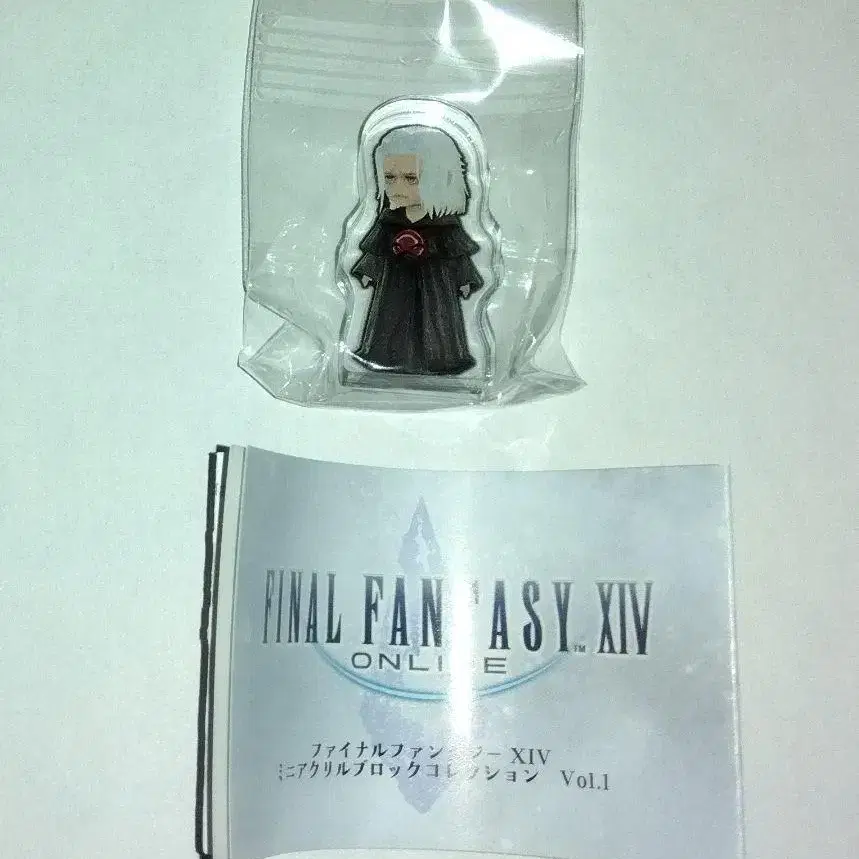 FINAL FANTASY™ XIV
ONLINE
ファイナルファンタジー XIV
ミニアクリルブロックコレクション Vol.1